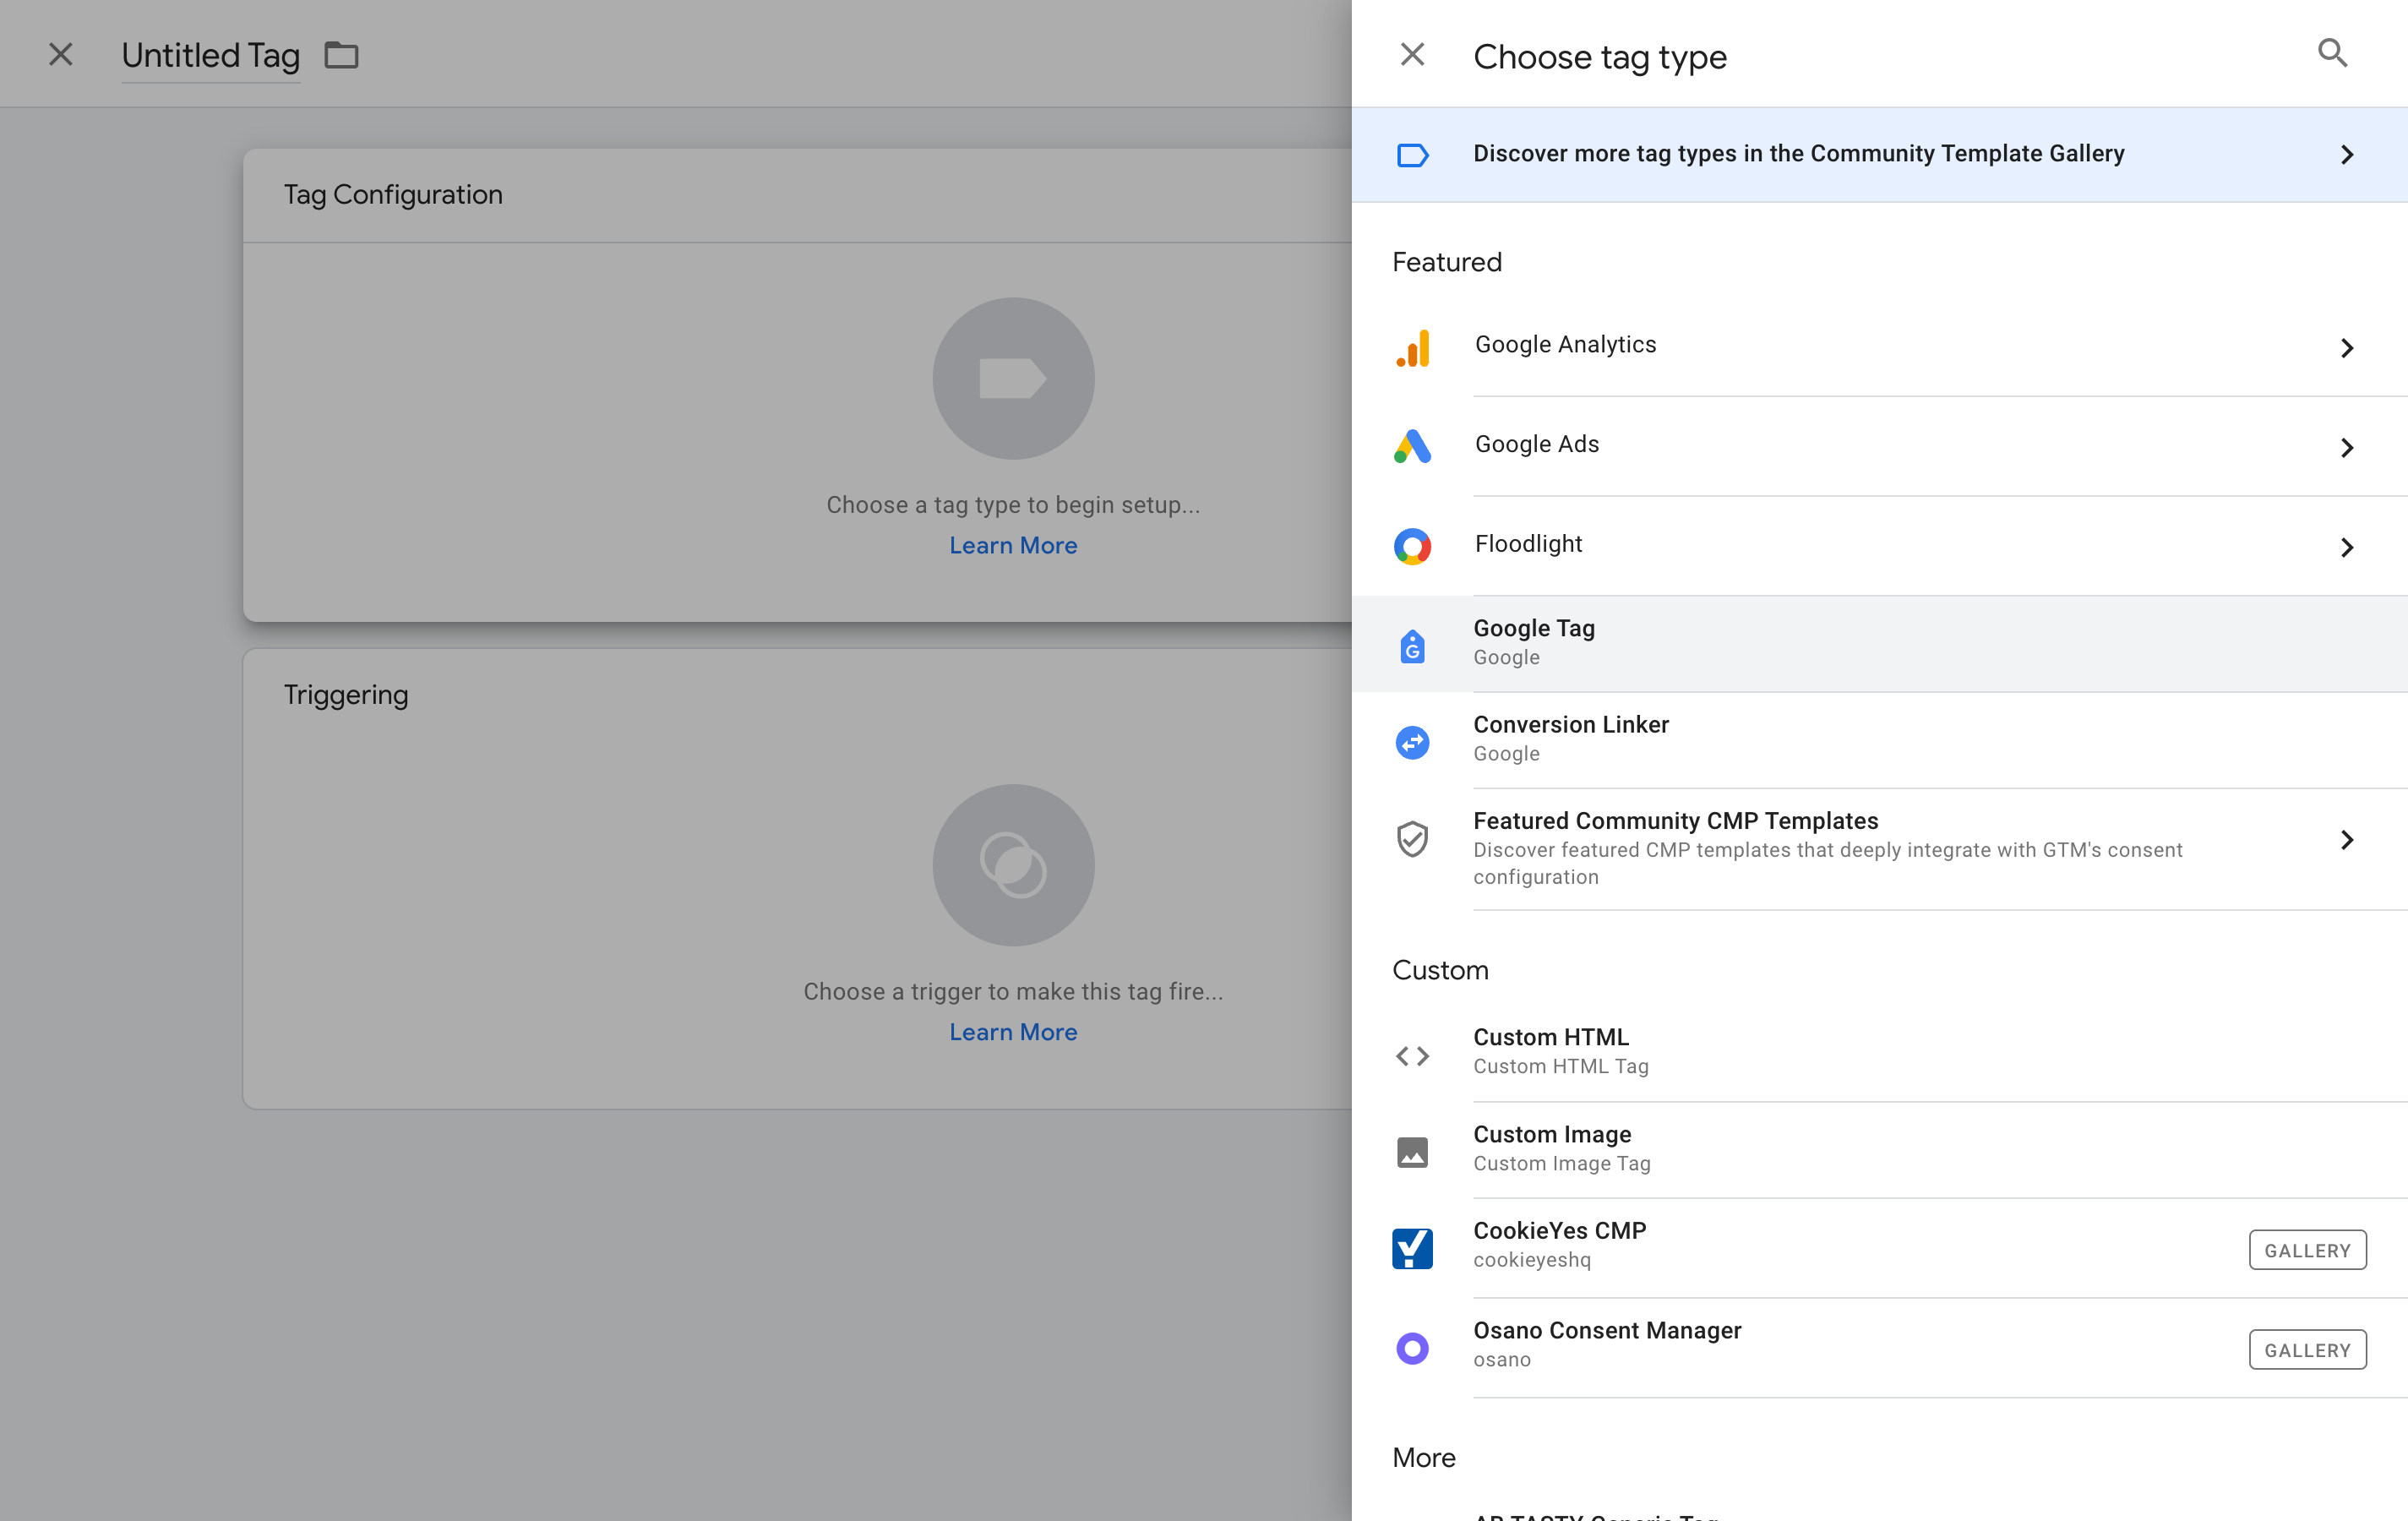 Untitled Tag
Tag Configuration
Choose a tag type to begin setup...
Learn More
Triggering
Choose a trigger to make this tag fire...
Learn More
Choose tag type
Discover more tag types in the Community Template Gallery
Featured
Google Analytics
Google Ads
Floodlight
G
Google Tag
Google
Conversion Linker
Google
Featured Community CMP Templates
Discover featured CMP templates that deeply integrate with GTM's consent
configuration
Custom
Custom HTML
Custom HTML Tag
Custom Image
Custom Image Tag
CookieYes CMP
cookieyeshq
GALLERY
Osano Consent Manager
osano
GALLERY
More
AB TASTY Generic Tag